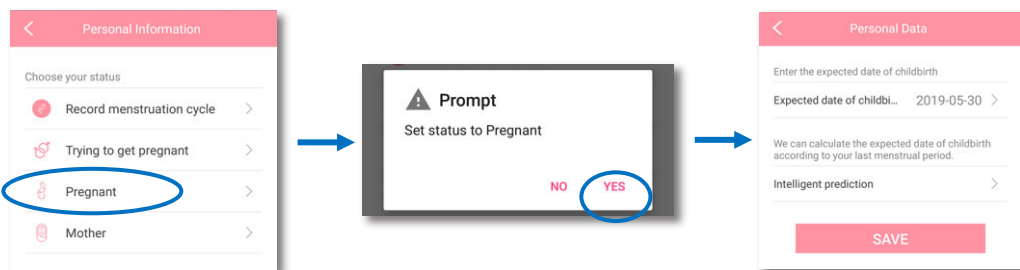 Personal Information
Choose your status
Record menstruation cycle
Trying to get pregnant
Pregnant
Mother
Prompt
Set status to Pregnant
NO YES
Personal Data
Enter the expected date of childbirth
Expected date of childbi... 2019-05-30
We can calculate the expected date of childbirth
according to your last menstrual period.
Intelligent prediction
SAVE